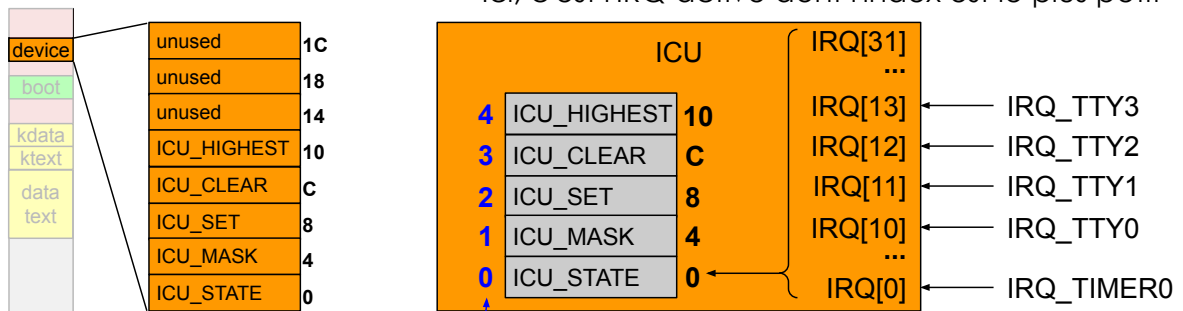 device
boot
kdata
ktext
data
text
unused 1C
unused 18
unused 14
ICU_HIGHEST 10
ICU_CLEAR C
ICU_SET 8
ICU_MASK 4
ICU_STATE 0
ICU
4 ICU_HIGHEST 10
3 ICU_CLEAR C
2 ICU_SET 8
1 ICU_MASK 4
0 ICU_STATE 0
IRQ[31]
...
IRQ[13] IRQ_TTY3
IRQ[12] IRQ_TTY2
IRQ[11] IRQ_TTY1
IRQ[10] IRQ_TTY0
...
IRQ[0] IRQ_TIMER0